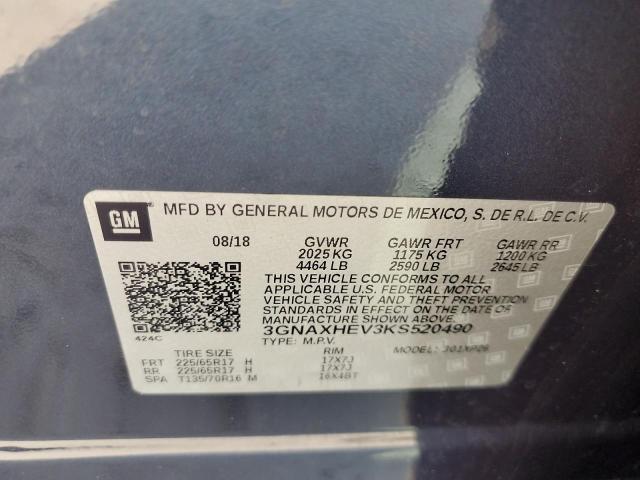 GM MFD BY GENERAL MOTORS DE MEXICO, S. DE R.L. DE C.V.
08/18 GVWR GAWR FRT GAWR RR
2025 KG 1175 KG 1200 KG
4464 LB 2590 LB 2645 LB
THIS VEHICLE CONFORMS TO ALL
APPLICABLE U.S. FEDERAL MOTOR
VEHICLE SAFETY AND THEFT PREVENTION
STANDARDS IN EFFECT ON THE DATE OF
MANUFACTURE SHOWN ABOVE.
3GNAXHEV3KS520490
424C TYPE: M.P.V. MODEL: 301XP26
TIRE SIZE RIM
FRT 225/65R17 H 17X7J
RR 225/65R17 H 17X7J
SPA T135/70R16 M 16X4BT